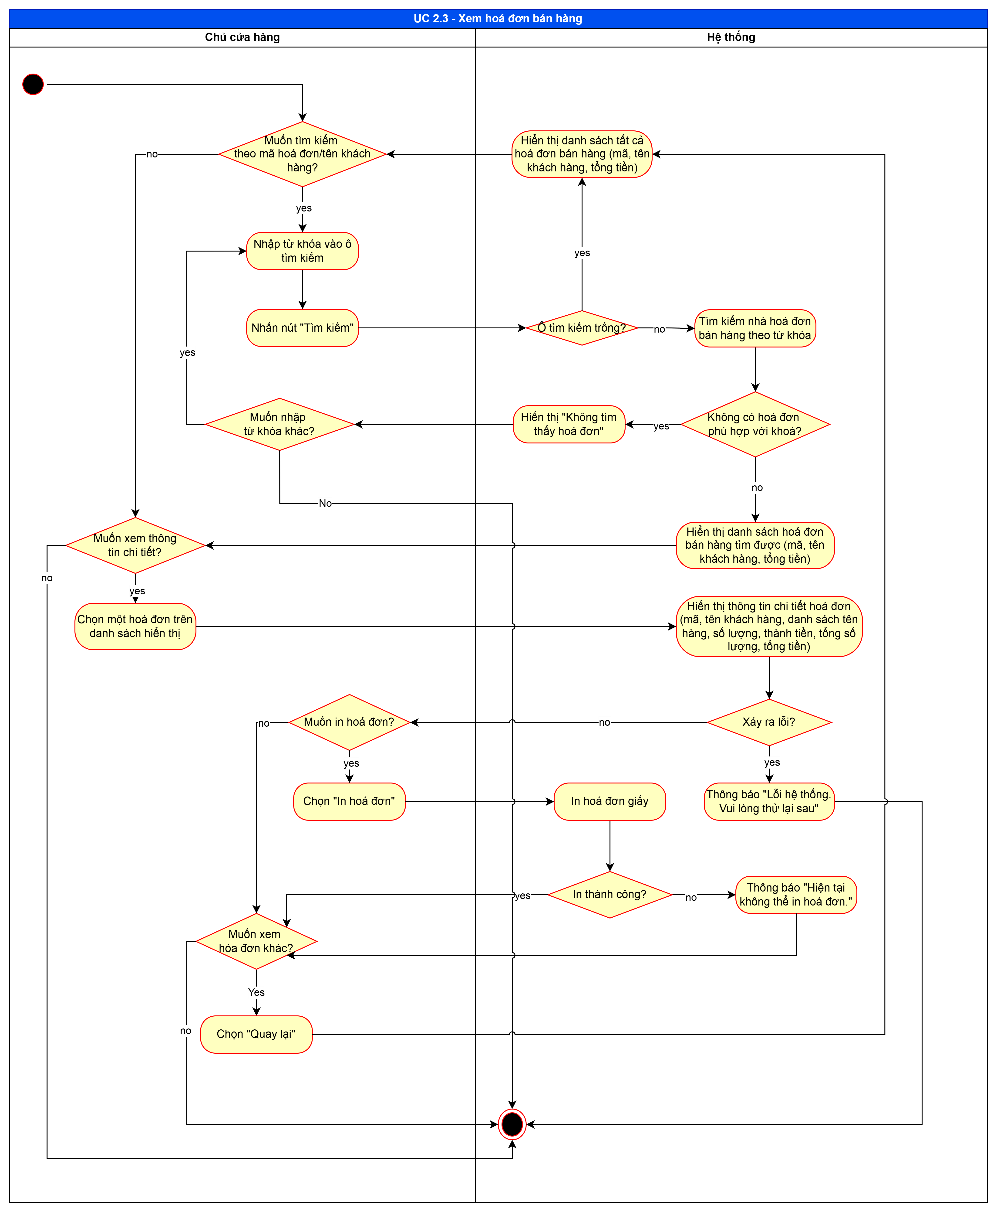 UC 2.3 - Xem hoá đơn bán hàng
Chủ cửa hàng
Hệ thống
Muốn tìm kiếm
theo mã hoá đơn/tên khách
hàng?
no
yes
Hiển thị danh sách tất cả
hoá đơn bán hàng (mã, tên
khách hàng, tổng tiền)
Nhập từ khóa vào ô
tìm kiếm
yes
Nhấn nút "Tìm kiếm"
Ô tìm kiếm trống?
no
Tìm kiếm nhà hoá đơn
bán hàng theo từ khóa
yes
Muốn nhập
từ khóa khác?
Hiển thị "Không tìm
thấy hoá đơn"
yes
Không có hoá đơn
phù hợp với khoá?
no
No
Muốn xem thông
tin chi tiết?
Hiển thị danh sách hoá đơn
bán hàng tìm được (mã, tên
khách hàng, tổng tiền)
no
yes
Chọn một hoá đơn trên
danh sách hiển thị
Hiển thị thông tin chi tiết hoá đơn
(mã, tên khách hàng, danh sách tên
hàng, số lượng, thành tiền, tổng số
lượng, tổng tiền)
no
Muốn in hoá đơn?
no
Xảy ra lỗi?
yes
yes
Chọn "In hoá đơn"
In hoá đơn giấy
Thông báo "Lỗi hệ thống.
Vui lòng thử lại sau"
yes
In thành công?
no
Thông báo "Hiện tại
không thể in hoá đơn."
Muốn xem
hóa đơn khác?
Yes
no
Chọn "Quay lại"